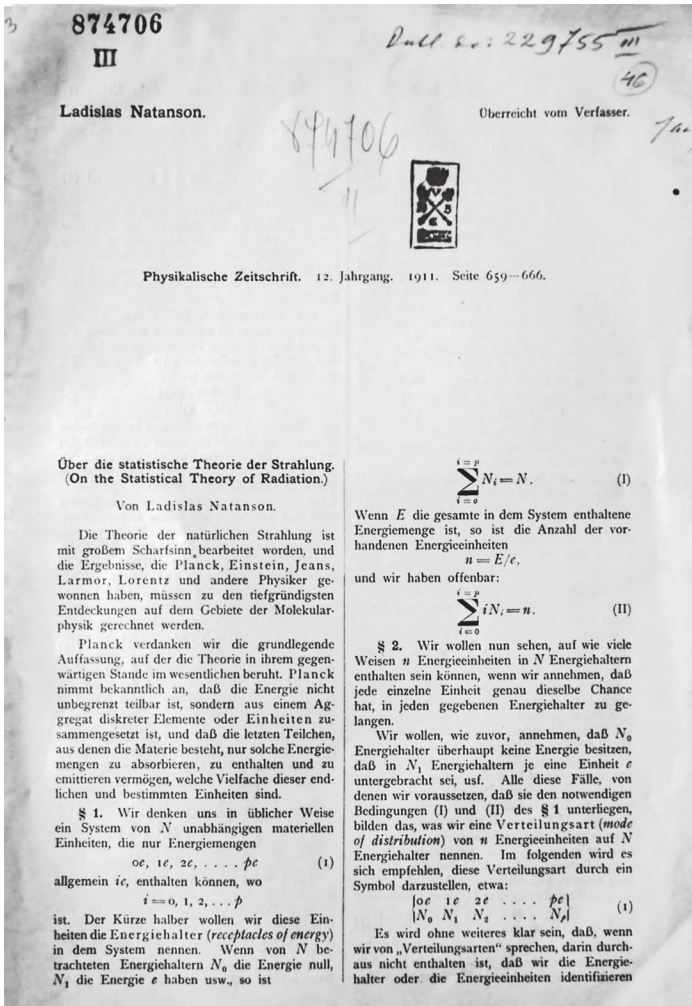 874706
III
229755 III
46
Ladislas Natanson.
Überreicht vom Verfasser.
874706
II
Physikalische Zeitschrift. 12. Jahrgang. 1911. Seite 659—666.
Über die statistische Theorie der Strahlung.
(On the Statistical Theory of Radiation.)
Von Ladislas Natanson.
Die Theorie der natürlichen Strahlung ist
mit großem Scharfsinn bearbeitet worden, und
die Ergebnisse, die Planck, Einstein, Jeans,
Larmor, Lorentz und andere Physiker ge-
wonnen haben, müssen zu den tiefgründigsten
Entdeckungen auf dem Gebiete der Molekular-
physik gerechnet werden.
Planck verdanken wir die grundlegende
Auffassung, auf der die Theorie in ihrem gegen-
wärtigen Stande im wesentlichen beruht. Planck
nimmt bekanntlich an, daß die Energie nicht
unbegrenzt teilbar ist, sondern aus einem Ag-
gregat diskreter Elemente oder Einheiten zu-
sammengesetzt ist, und daß die letzten Teilchen,
aus denen die Materie besteht, nur solche Energie-
mengen zu absorbieren, zu enthalten und zu
emittieren vermögen, welche Vielfache dieser end-
lichen und bestimmten Einheiten sind.
§ 1. Wir denken uns in üblicher Weise
ein System von N unabhängigen materiellen
Einheiten, die nur Energiemengen
0e, 1e, 2e, . . . . pe (1)
allgemein ie, enthalten können, wo
i = 0, 1, 2, . . . p
ist. Der Kürze halber wollen wir diese Ein-
heiten die Energiehalter (receptacles of energy)
in dem System nennen. Wenn von N be-
trachteten Energiehaltern N₀ die Energie null,
N₁ die Energie e haben usw., so ist
i = p
∑ Nᵢ = N. (I)
i = 0
Wenn E die gesamte in dem System enthaltene
Energiemenge ist, so ist die Anzahl der vor-
handenen Energieeinheiten
n = E/e,
und wir haben offenbar:
i = p
∑ iNᵢ = n. (II)
i = 0
§ 2. Wir wollen nun sehen, auf wie viele
Weisen n Energieeinheiten in N Energiehaltern
enthalten sein können, wenn wir annehmen, daß
jede einzelne Einheit genau dieselbe Chance
hat, in jeden gegebenen Energiehalter zu ge-
langen.
Wir wollen, wie zuvor, annehmen, daß N₀
Energiehalter überhaupt keine Energie besitzen,
daß in N₁ Energiehaltern je eine Einheit e
untergebracht sei, usf. Alle diese Fälle, von
denen wir voraussetzen, daß sie den notwendigen
Bedingungen (I) und (II) des § 1 unterliegen,
bilden das, was wir eine Verteilungsart (mode
of distribution) von n Energieeinheiten auf N
Energiehalter nennen. Im folgenden wird es
sich empfehlen, diese Verteilungsart durch ein
Symbol darzustellen, etwa:
|0e 1e 2e . . . . pe|
|N₀ N₁ N₂ . . . . Nₚ| (1)
Es wird ohne weiteres klar sein, daß, wenn
wir von „Verteilungsarten“ sprechen, darin durch-
aus nicht enthalten ist, daß wir die Energie-
halter oder die Energieeinheiten identifizieren